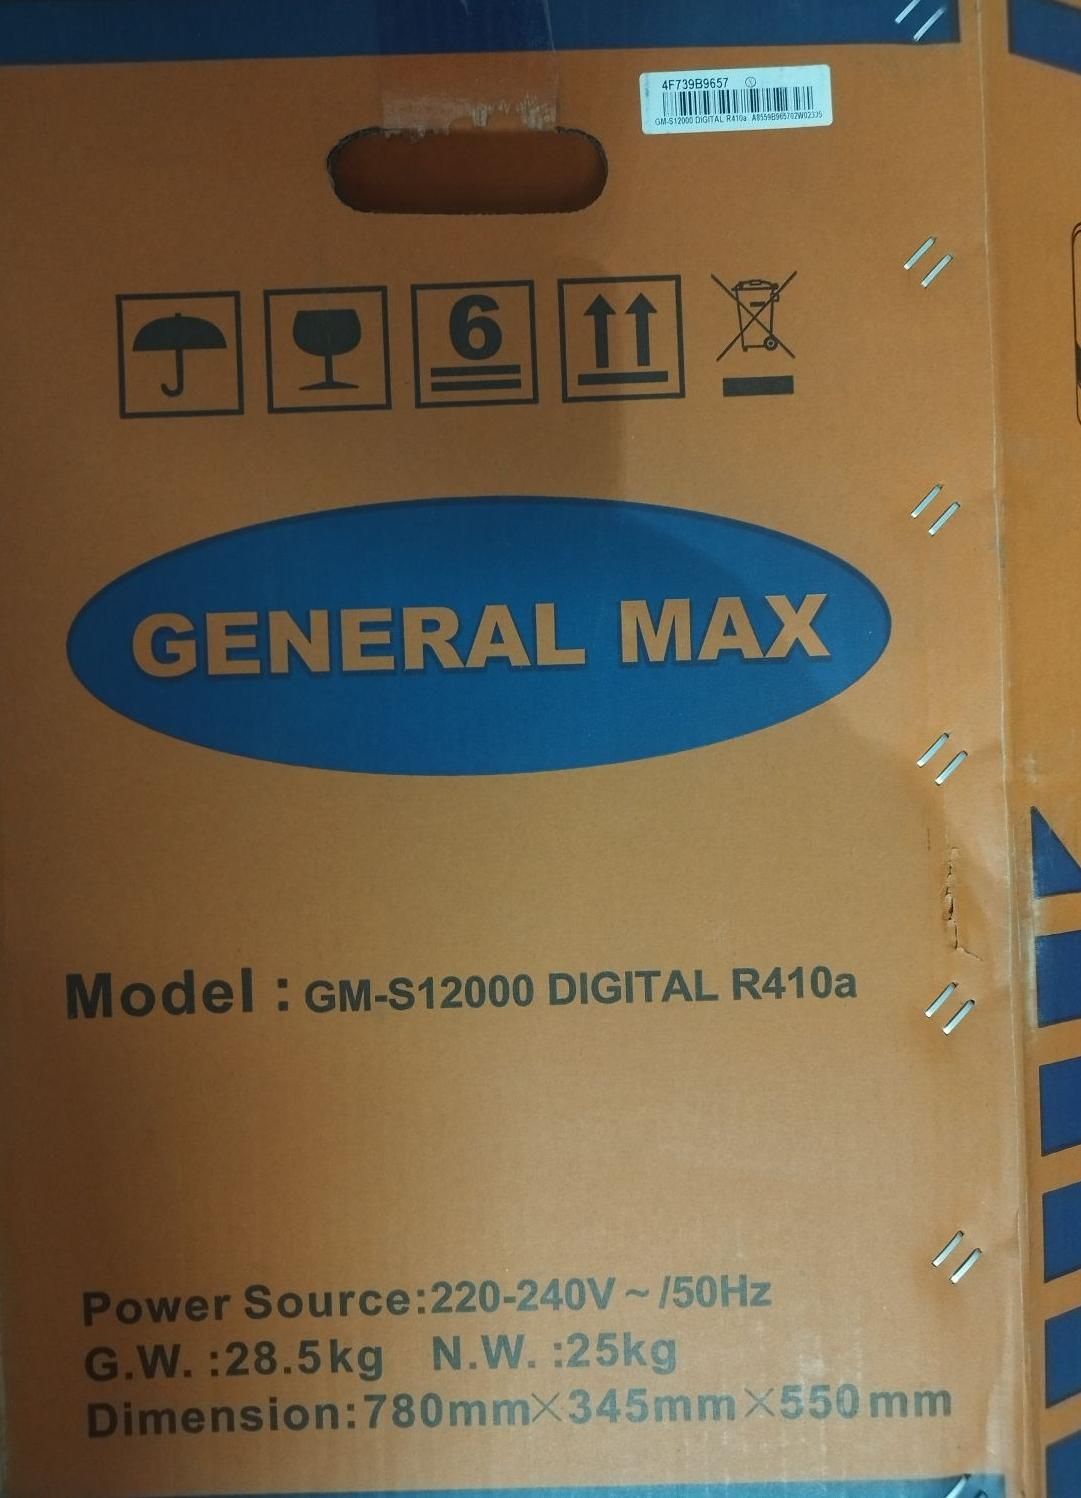 4F739B9657
GM-S12000 DIGITAL R410a A8559B965702W02335
6
GENERAL MAX
Model : GM-S12000 DIGITAL R410a
Power Source:220-240V ~ /50Hz
G.W. :28.5kg N.W. :25kg
Dimension:780mm×345mm×550mm